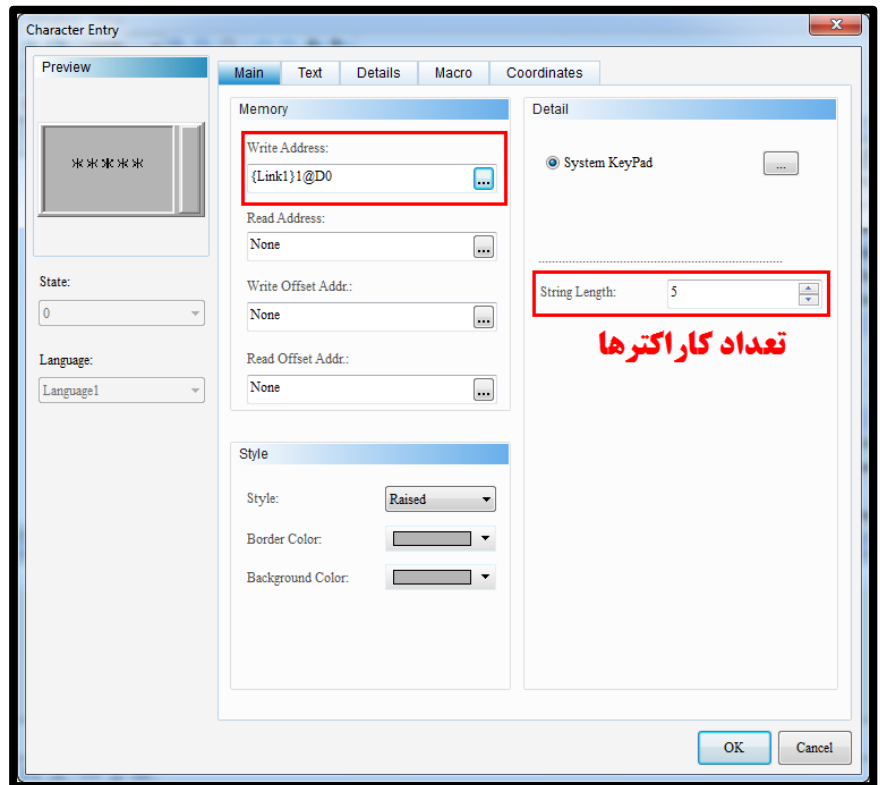 Character Entry
Preview
*****
State:
0
Language:
Language1
Main Text Details Macro Coordinates
Memory
Write Address:
{Link1}1@D0
...
Read Address:
None
...
Write Offset Addr.:
None
...
Read Offset Addr.:
None
...
Style
Style: Raised
Border Color:
Background Color:
Detail
System KeyPad ...
String Length: 5
تعداد کاراکترها
OK Cancel